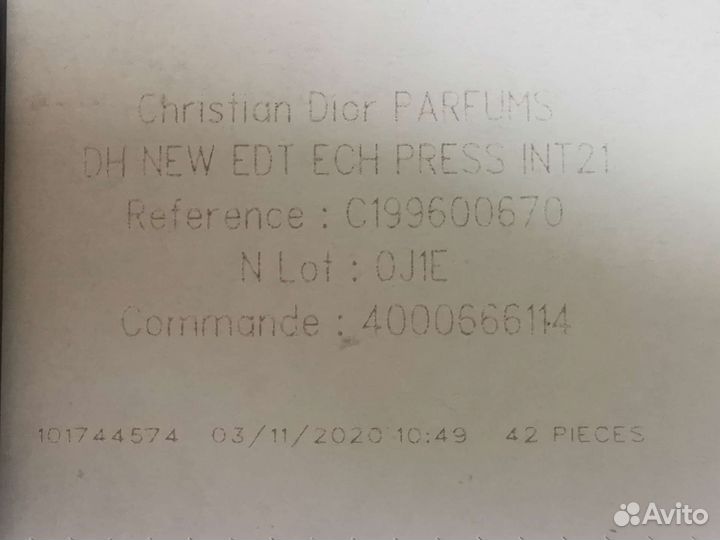 Christian Dior PARFUMS
DH NEW EDT ECH PRESS INT21
Reference : C199600670
N Lot : 0J1E
Commande : 4000666114
101744574 03/11/2020 10:49 42 PIECES
Avito